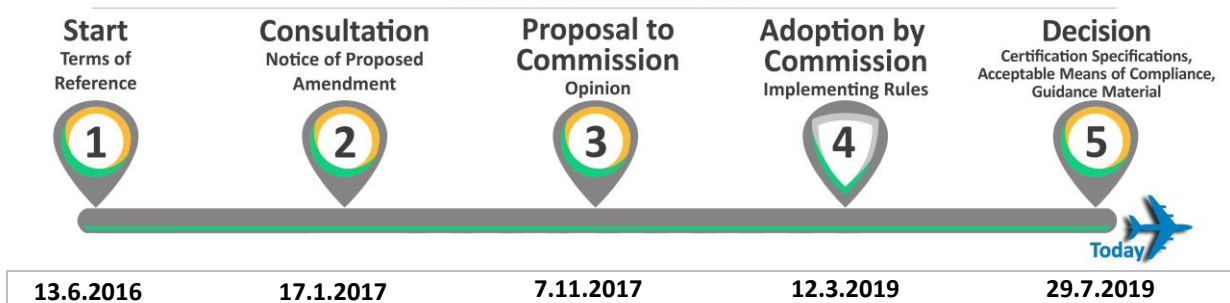 Start
Terms of
Reference
1
Consultation
Notice of Proposed
Amendment
2
Proposal to
Commission
Opinion
3
Adoption by
Commission
Implementing Rules
4
Decision
Certification Specifications,
Acceptable Means of Compliance,
Guidance Material
5
Today
13.6.2016 17.1.2017 7.11.2017 12.3.2019 29.7.2019